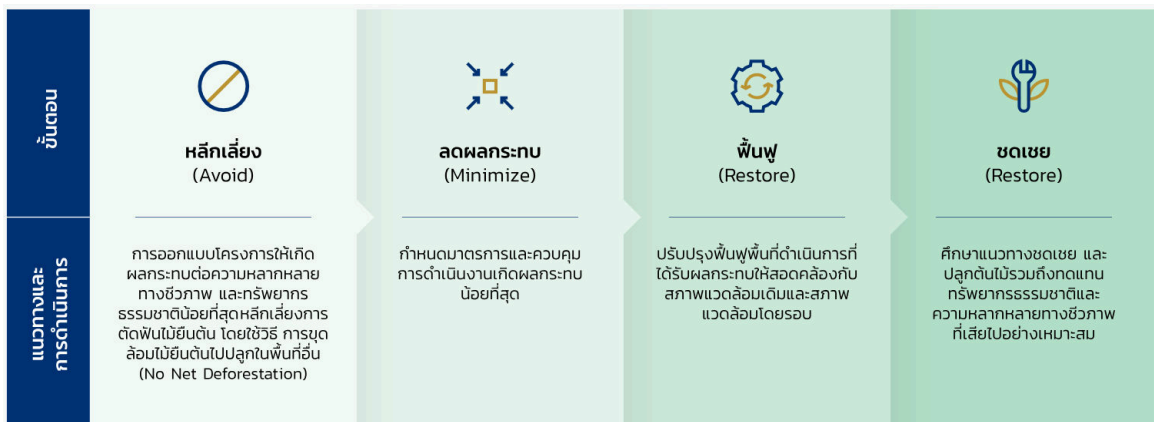 ขั้นตอน
หลีกเลี่ยง
(Avoid)
ลดผลกระทบ
(Minimize)
ฟื้นฟู
(Restore)
ชดเชย
(Restore)
แนวทางและ
การดำเนินการ
การออกแบบโครงการให้เกิด
ผลกระทบต่อความหลากหลาย
ทางชีวภาพ และทรัพยากร
ธรรมชาติน้อยที่สุดหลีกเลี่ยงการ
ตัดฟันไม้ยืนต้น โดยใช้วิธี การขุด
ล้อมไม้ยืนต้นไปปลูกในพื้นที่อื่น
(No Net Deforestation)
กำหนดมาตรการและควบคุม
การดำเนินงานเกิดผลกระทบ
น้อยที่สุด
ปรับปรุงฟื้นฟูพื้นที่ดำเนินการที่
ได้รับผลกระทบให้สอดคล้องกับ
สภาพแวดล้อมเดิมและสภาพ
แวดล้อมโดยรอบ
ศึกษาแนวทางชดเชย และ
ปลูกต้นไม้รวมถึงทดแทน
ทรัพยากรธรรมชาติและ
ความหลากหลายทางชีวภาพ
ที่เสียไปอย่างเหมาะสม